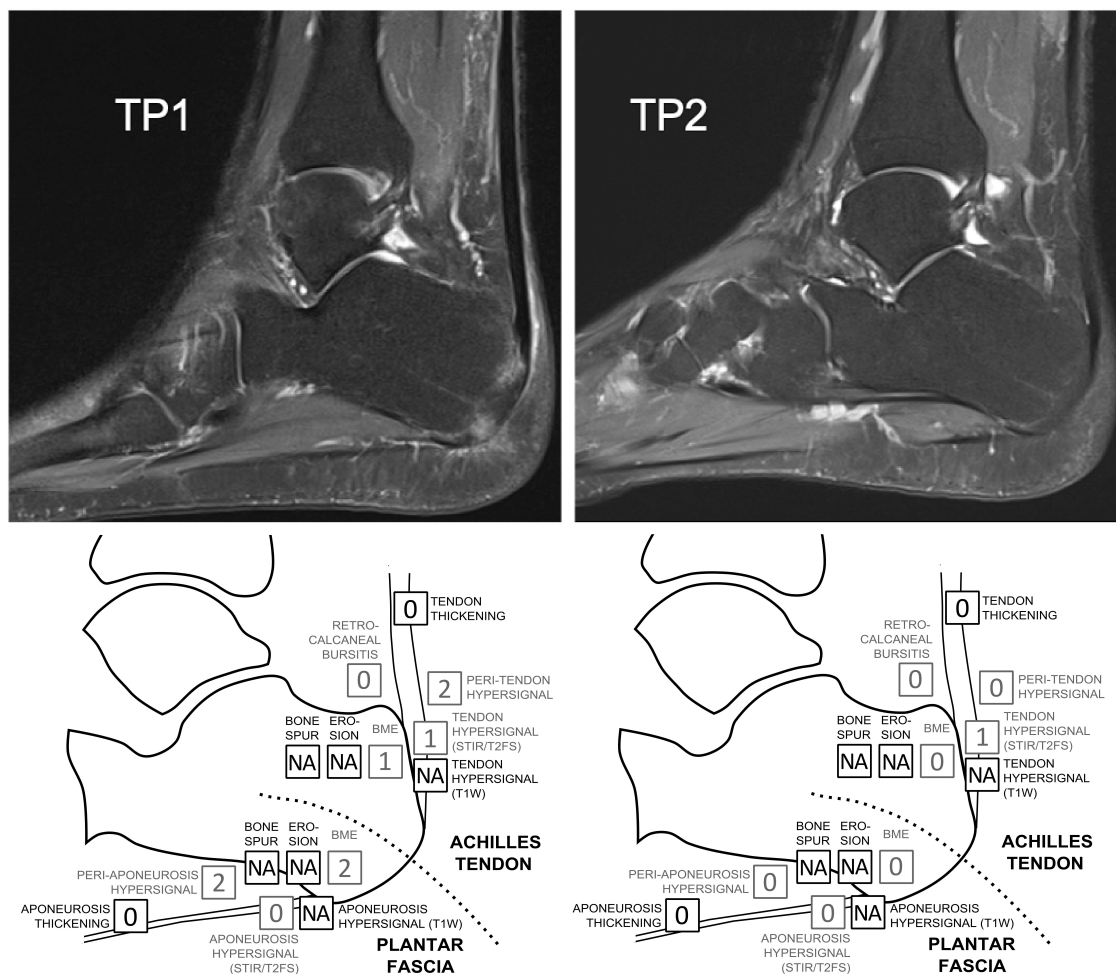 TP1
TP2
0
TENDON
THICKENING
RETRO-
CALCANEAL
BURSITIS
0
2
PERI-TENDON
HYPERSIGNAL
BONE
SPUR
ERO-
SION
BME
NA
NA
1
1
TENDON
HYPERSIGNAL
(STIR/T2FS)
NA
TENDON
HYPERSIGNAL
(T1W)
BONE
SPUR
ERO-
SION
BME
NA
NA
2
ACHILLES
TENDON
PERI-APONEUROSIS
HYPERSIGNAL
2
APONEUROSIS
THICKENING
0
0
NA
APONEUROSIS
HYPERSIGNAL (T1W)
APONEUROSIS
HYPERSIGNAL
(STIR/T2FS)
PLANTAR
FASCIA
0
TENDON
THICKENING
RETRO-
CALCANEAL
BURSITIS
0
0
PERI-TENDON
HYPERSIGNAL
BONE
SPUR
ERO-
SION
BME
NA
NA
0
1
TENDON
HYPERSIGNAL
(STIR/T2FS)
NA
TENDON
HYPERSIGNAL
(T1W)
BONE
SPUR
ERO-
SION
BME
NA
NA
0
ACHILLES
TENDON
PERI-APONEUROSIS
HYPERSIGNAL
0
APONEUROSIS
THICKENING
0
0
NA
APONEUROSIS
HYPERSIGNAL (T1W)
APONEUROSIS
HYPERSIGNAL
(STIR/T2FS)
PLANTAR
FASCIA